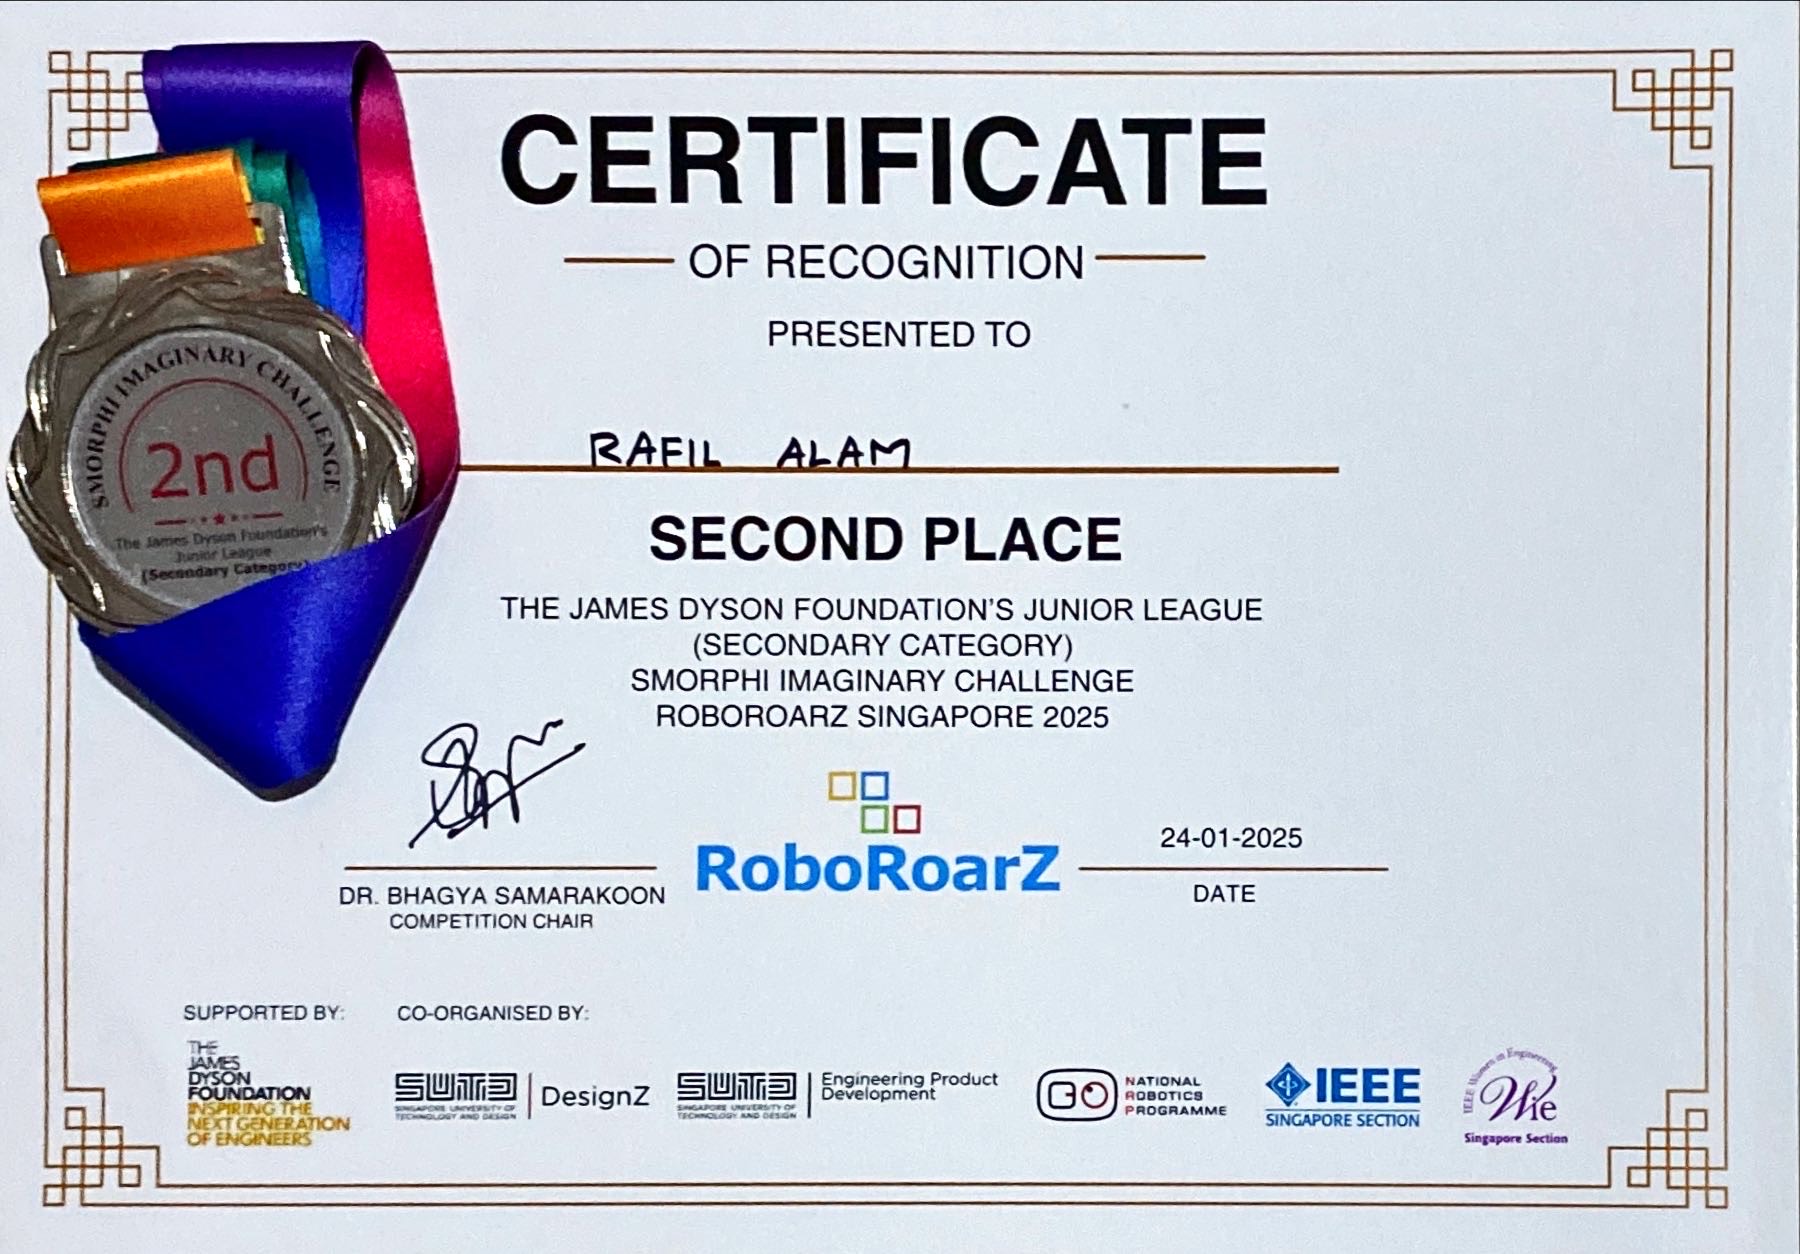 CERTIFICATE
OF RECOGNITION
PRESENTED TO
RAFIL ALAM
SECOND PLACE
THE JAMES DYSON FOUNDATION'S JUNIOR LEAGUE
(SECONDARY CATEGORY)
SMORPHI IMAGINARY CHALLENGE
ROBOROARZ SINGAPORE 2025
SMORPHI IMAGINARY CHALLENGE
2nd
The James Dyson Foundation's
Junior League
(Secondary Category)
RoboRoarZ
24-01-2025
DATE
DR. BHAGYA SAMARAKOON
COMPETITION CHAIR
SUPPORTED BY:
CO-ORGANISED BY:
THE
JAMES
DYSON
FOUNDATION
INSPIRING THE
NEXT GENERATION
OF ENGINEERS
SUTD
SINGAPORE UNIVERSITY OF
TECHNOLOGY AND DESIGN
DesignZ
SUTD
SINGAPORE UNIVERSITY OF
TECHNOLOGY AND DESIGN
Engineering Product
Development
NATIONAL
ROBOTICS
PROGRAMME
IEEE
SINGAPORE SECTION
IEEE Women in Engineering
Wie
Singapore Section